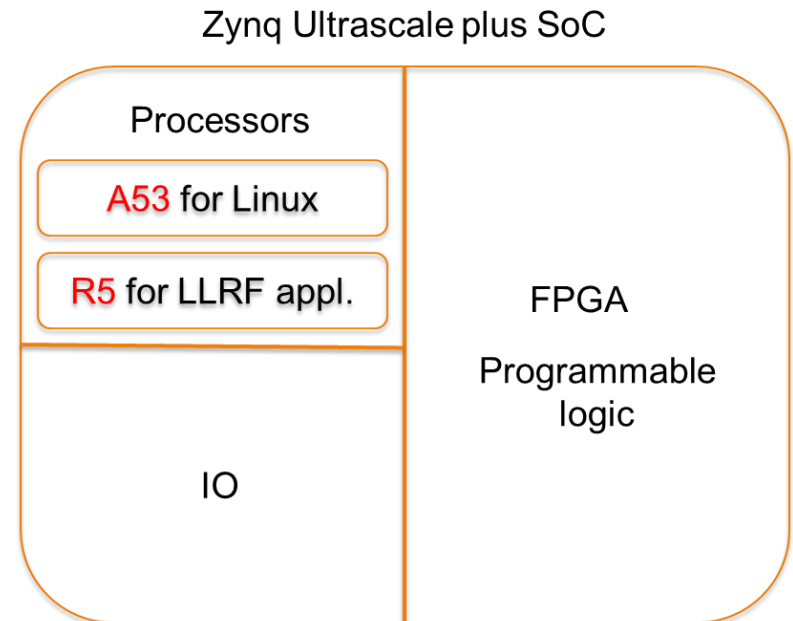 Zynq Ultrascale plus SoC
Processors
A53 for Linux
R5 for LLRF appl.
IO
FPGA
Programmable
logic